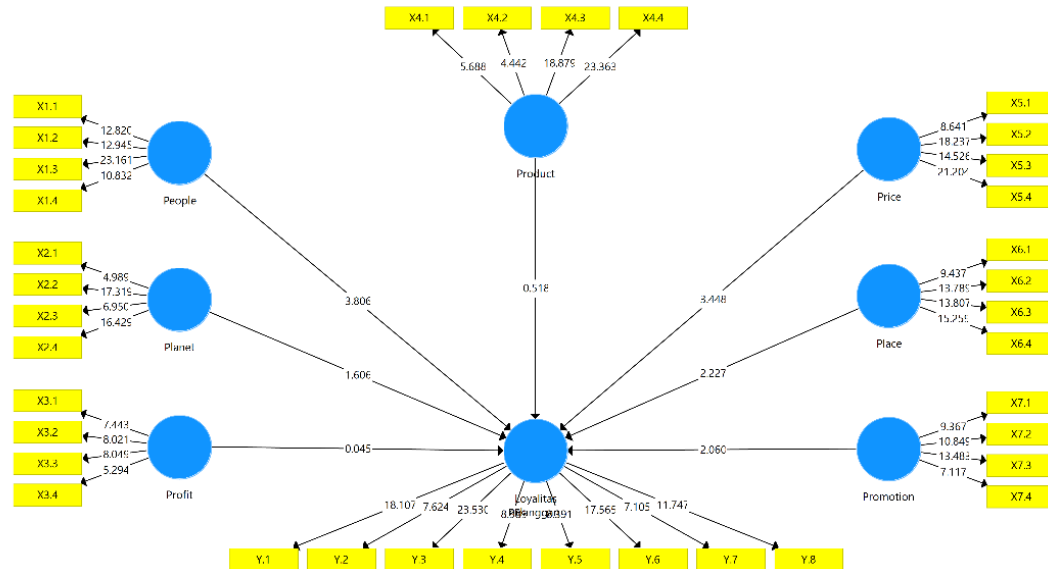 X4.1
X4.2
X4.3
X4.4
5.688
4.442
18.879
23.363
Product
X1.1
X1.2
X1.3
X1.4
12.820
12.945
23.161
10.832
People
X5.1
X5.2
X5.3
X5.4
8.641
18.237
14.526
21.204
Price
X2.1
X2.2
X2.3
X2.4
4.989
17.319
6.950
16.429
Planet
X6.1
X6.2
X6.3
X6.4
9.437
13.789
13.807
15.259
Place
3.806
0.518
3.448
1.606
2.227
X3.1
X3.2
X3.3
X3.4
7.443
8.021
8.049
5.294
Profit
0.045
2.060
X7.1
X7.2
X7.3
X7.4
9.367
10.849
13.483
7.117
Promotion
Loyalitas
18.107
7.624
23.530
17.565
7.105
11.747
Y.1
Y.2
Y.3
Y.4
Y.5
Y.6
Y.7
Y.8